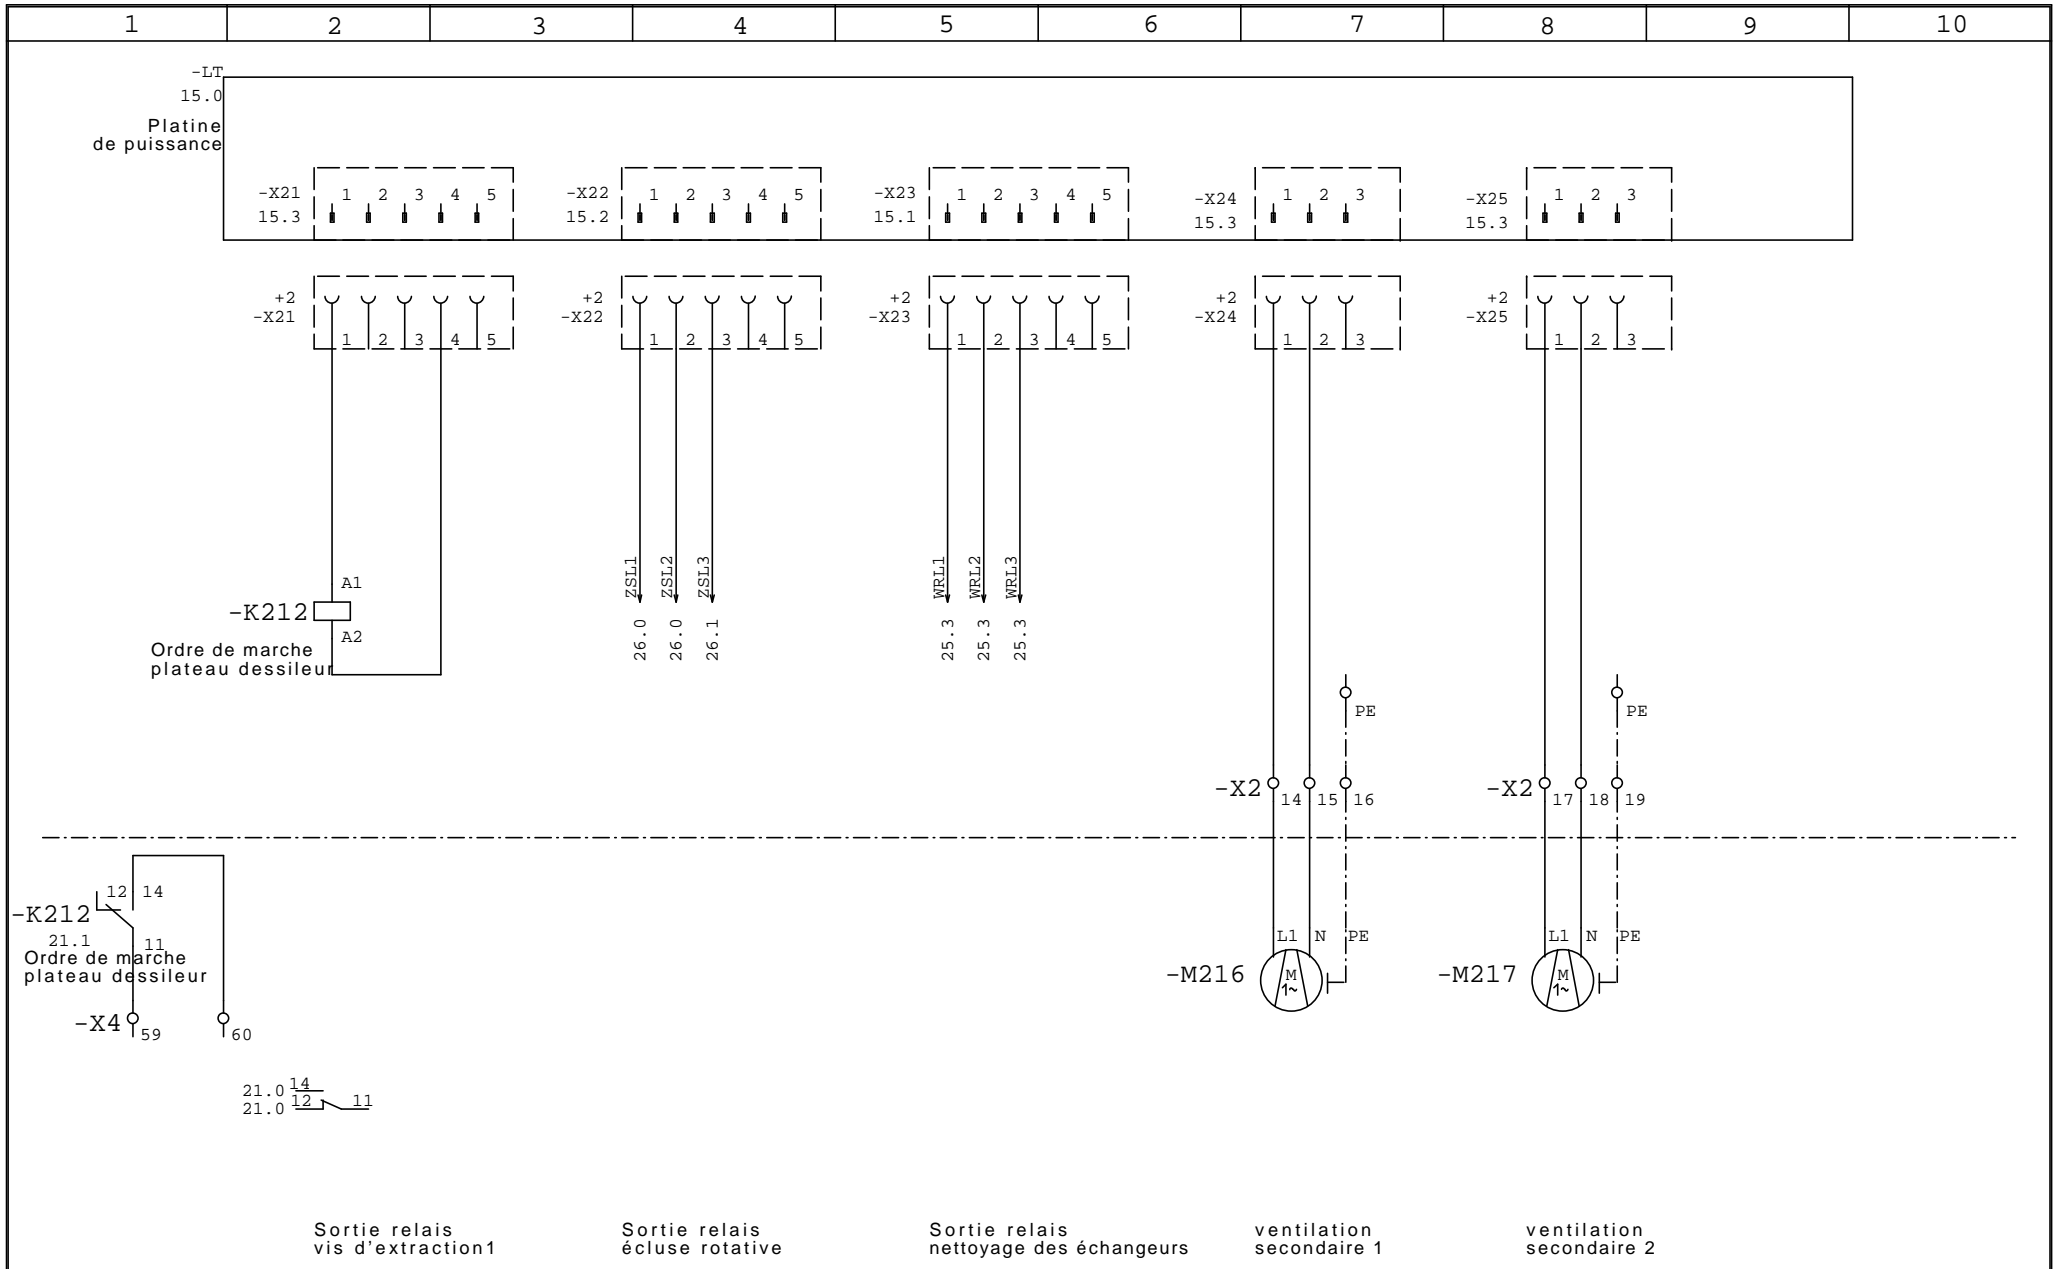 1 2 3 4 5 6 7 8 9 10
-LT
15.0
Platine
de puissance
-X21 1 2 3 4 5
15.3
-X22 1 2 3 4 5
15.2
-X23 1 2 3 4 5
15.1
-X24 1 2 3
15.3
-X25 1 2 3
15.3
+2
-X21
1 2 3 4 5
+2
-X22
1 2 3 4 5
+2
-X23
1 2 3 4 5
+2
-X24
1 2 3
+2
-X25
1 2 3
A1
-K212
A2
Ordre de marche
plateau dessileur
ZSL1
ZSL2
ZSL3
26.0
26.0
26.1
WRL1
WRL2
WRL3
25.3
25.3
25.3
PE
PE
-X2 14 15 16
-X2 17 18 19
12 14
-K212
21.1 11
Ordre de marche
plateau dessileur
-X4 59 60
L1 N PE
-M216
M
1~
L1 N PE
-M217
M
1~
21.0 14
21.0 12 11
Sortie relais
vis d'extraction1
Sortie relais
écluse rotative
Sortie relais
nettoyage des échangeurs
ventilation
secondaire 1
ventilation
secondaire 2